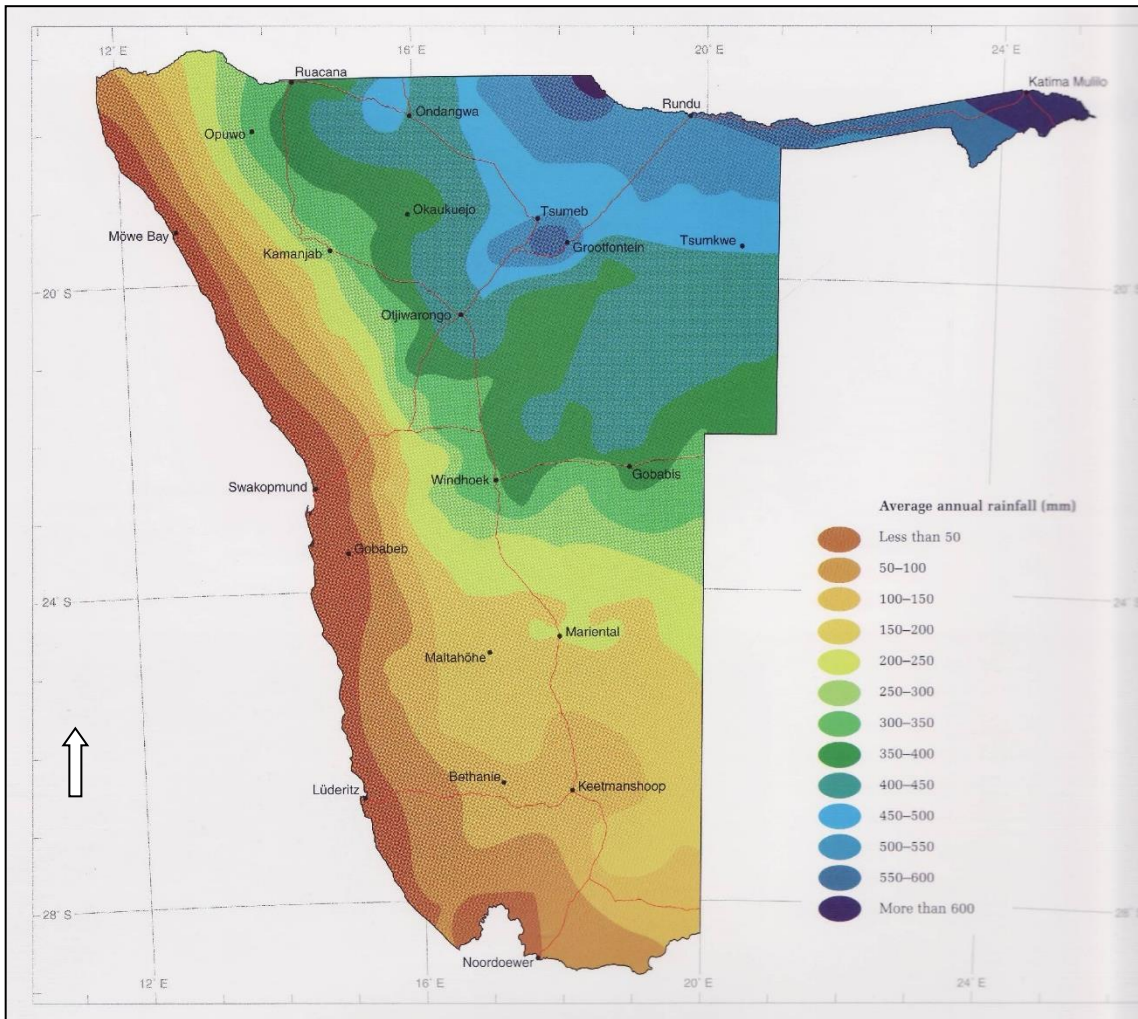 12° E
16° E
20° E
24° E
Ruacana
Katima Mulilo
Ondangwa
Rundu
Opuwo
Okaukuejo
Tsumeb
Möwe Bay
Grootfontein
Tsumkwe
Kamanjab
20° S
Otjiwarongo
Windhoek
Gobabis
Swakopmund
Average annual rainfall (mm)
Less than 50
Gobabeb
50–100
24° S
100–150
Mariental
150–200
Maltahöhe
200–250
250–300
300–350
350–400
Bethanie
Keetmanshoop
400–450
Lüderitz
450–500
500–550
550–600
28° S
More than 600
Noordoewer
12° E
16° E
20° E
24° E